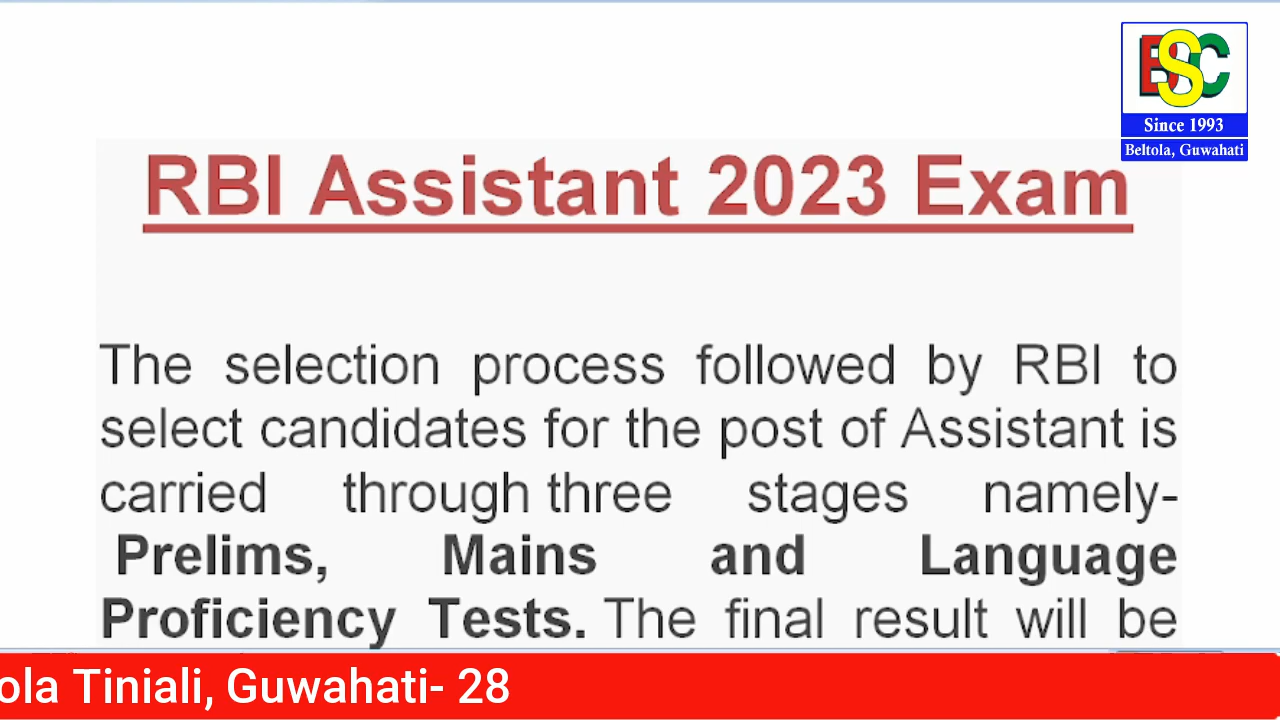 BSC
Since 1993
Beltola, Guwahati
RBI Assistant 2023 Exam
The selection process followed by RBI to
select candidates for the post of Assistant is
carried through three stages namely-
Prelims, Mains and Language
Proficiency Tests. The final result will be
ola Tiniali, Guwahati- 28